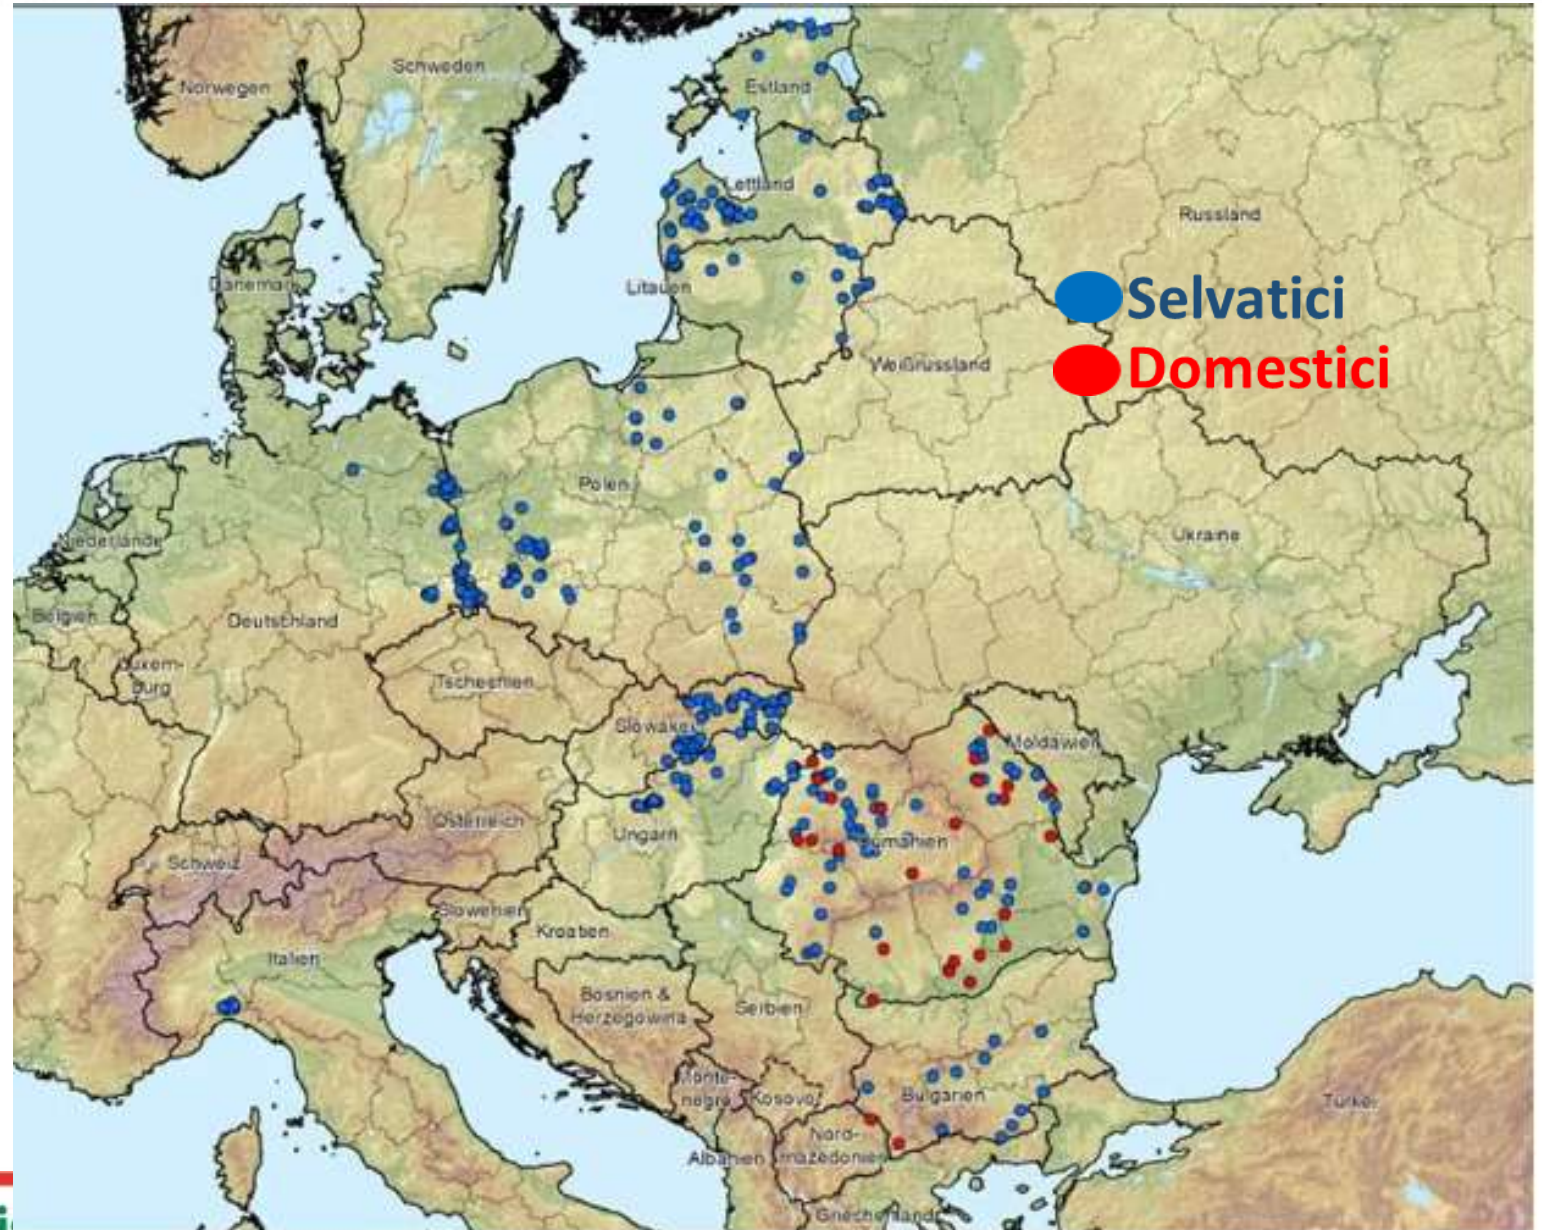 Norwegen
Schweden
Estland
Lettland
Russland
Dänemark
Litauen
Selvatici
Weißrussland
Domestici
Polen
Niederlande
Ukraine
Belgien
Deutschland
Luxem-
burg
Tschechien
Slowakei
Moldawien
Österreich
Ungarn
Rumänien
Schweiz
Slowenien
Kroatien
Italien
Bosnien &
Herzegowina
Serbien
Monte-
negro
Kosovo
Bulgarien
Türkei
Nord-
mazedonien
Albanien
Griechenland